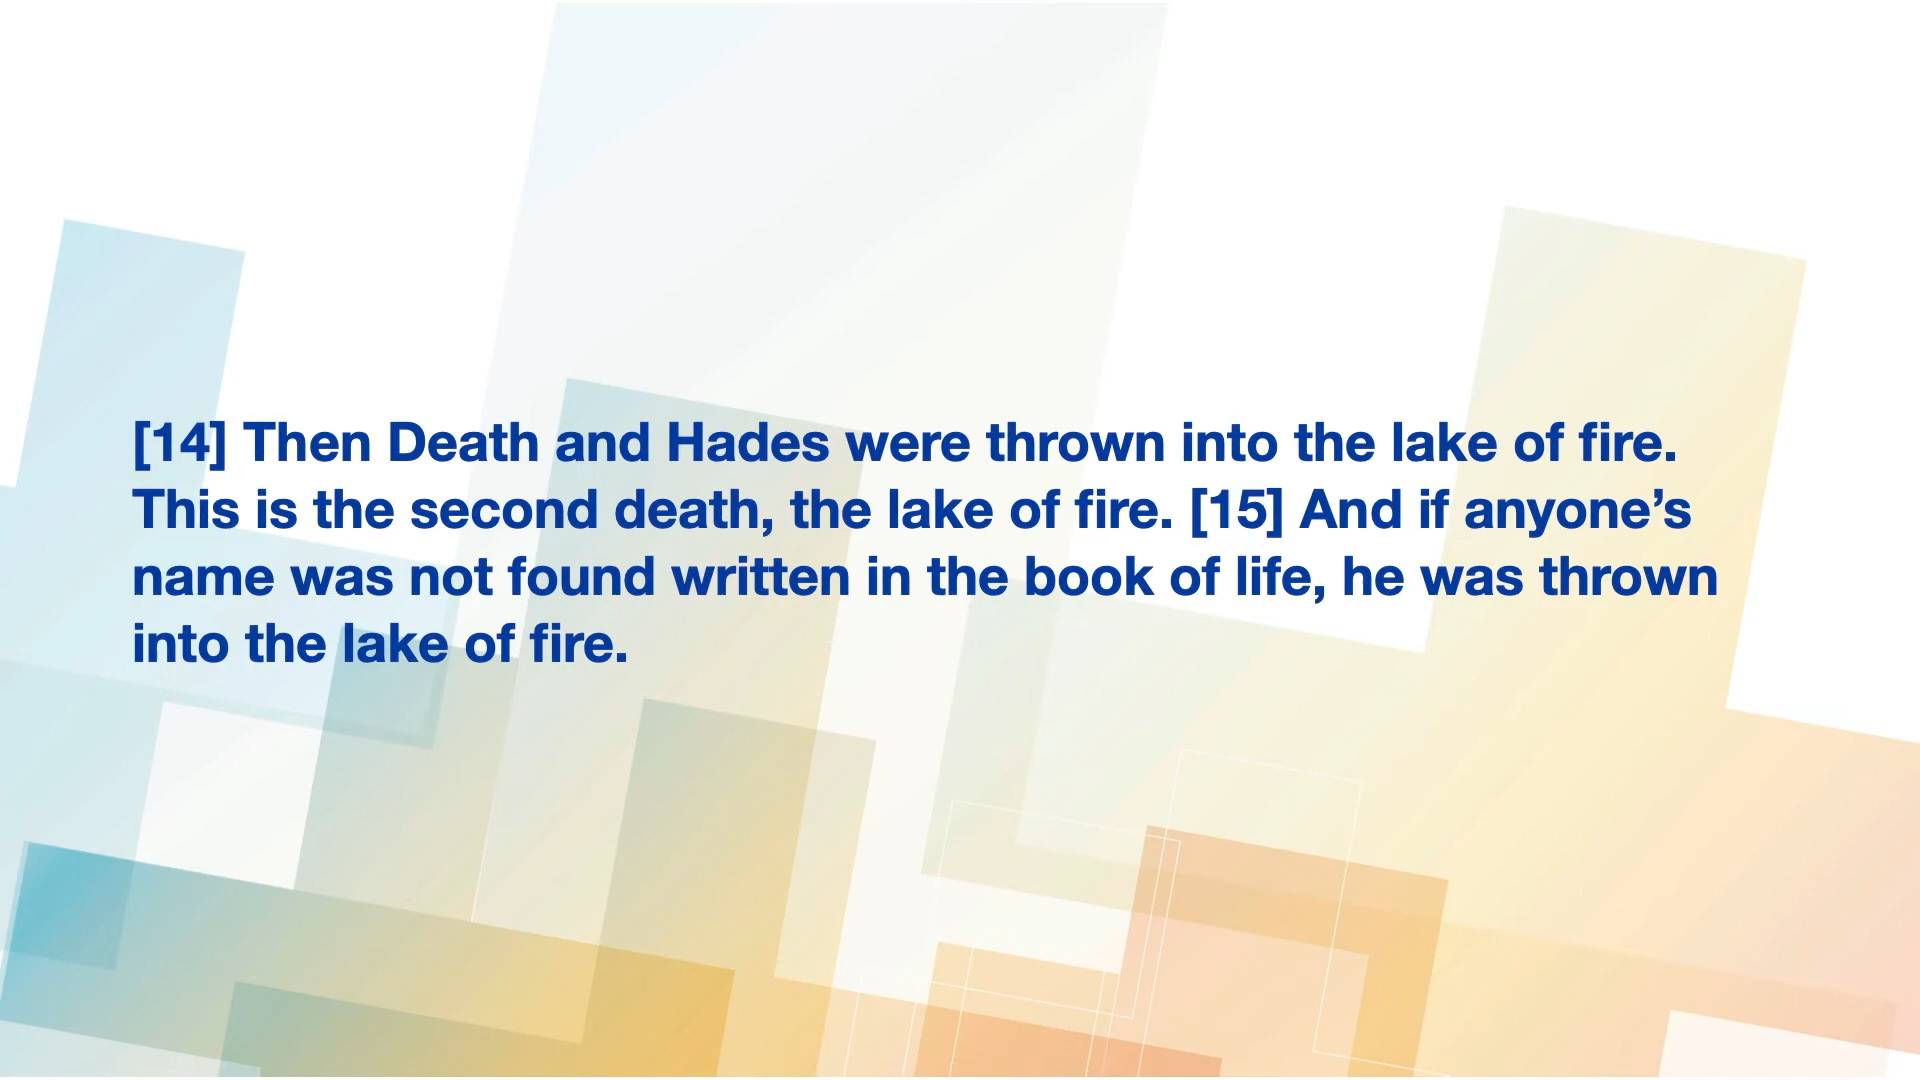 [14] Then Death and Hades were thrown into the lake of fire.
This is the second death, the lake of fire. [15] And if anyone’s
name was not found written in the book of life, he was thrown
into the lake of fire.